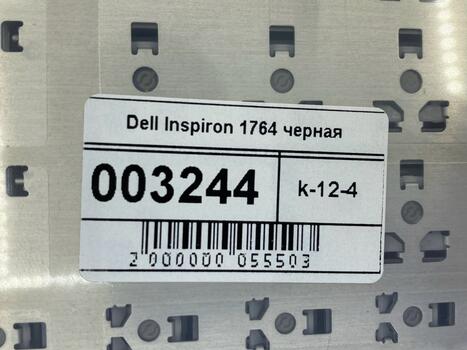 Dell Inspiron 1764 черная
003244
k-12-4
2 000000 055503